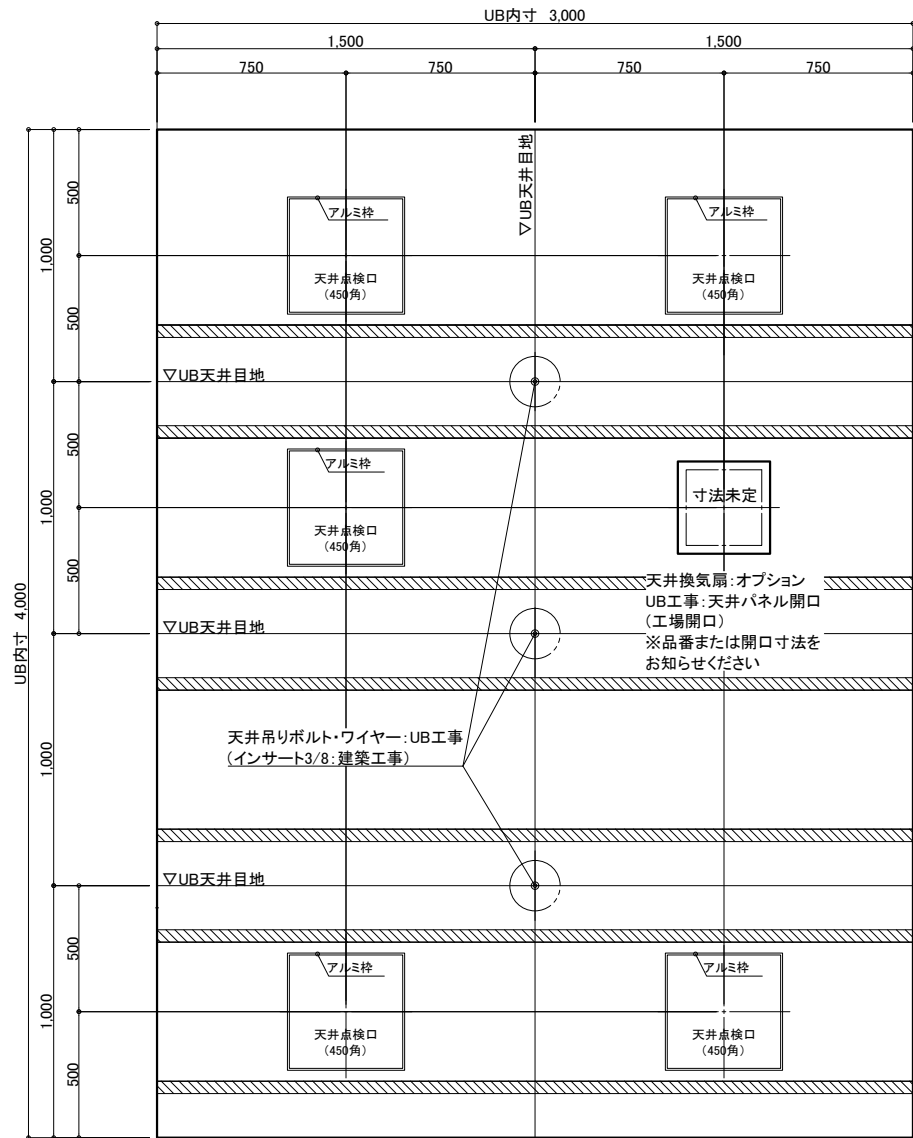 UB内寸 3,000
1,500
1,500
750
750
750
750
UB内寸 4,000
1,000
1,000
1,000
1,000
500
500
500
500
500
500
▽UB天井目地
アルミ枠
天井点検口
(450角)
アルミ枠
天井点検口
(450角)
▽UB天井目地
アルミ枠
天井点検口
(450角)
寸法未定
天井換気扇:オプション
UB工事:天井パネル開口
(工場開口)
※品番または開口寸法を
お知らせください
▽UB天井目地
天井吊りボルト・ワイヤー:UB工事
(インサート3/8:建築工事)
▽UB天井目地
アルミ枠
天井点検口
(450角)
アルミ枠
天井点検口
(450角)